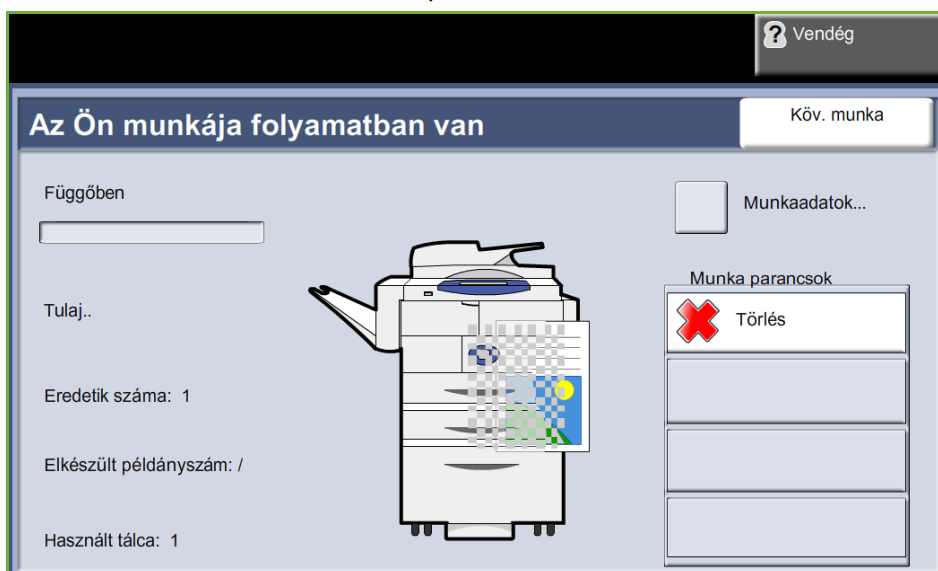 Vendég
Az Ön munkája folyamatban van
Köv. munka
Függőben
Munkaadatok...
Munka parancsok
Tulaj..
Törlés
Eredetik száma: 1
Elkészült példányszám: /
Használt tálca: 1